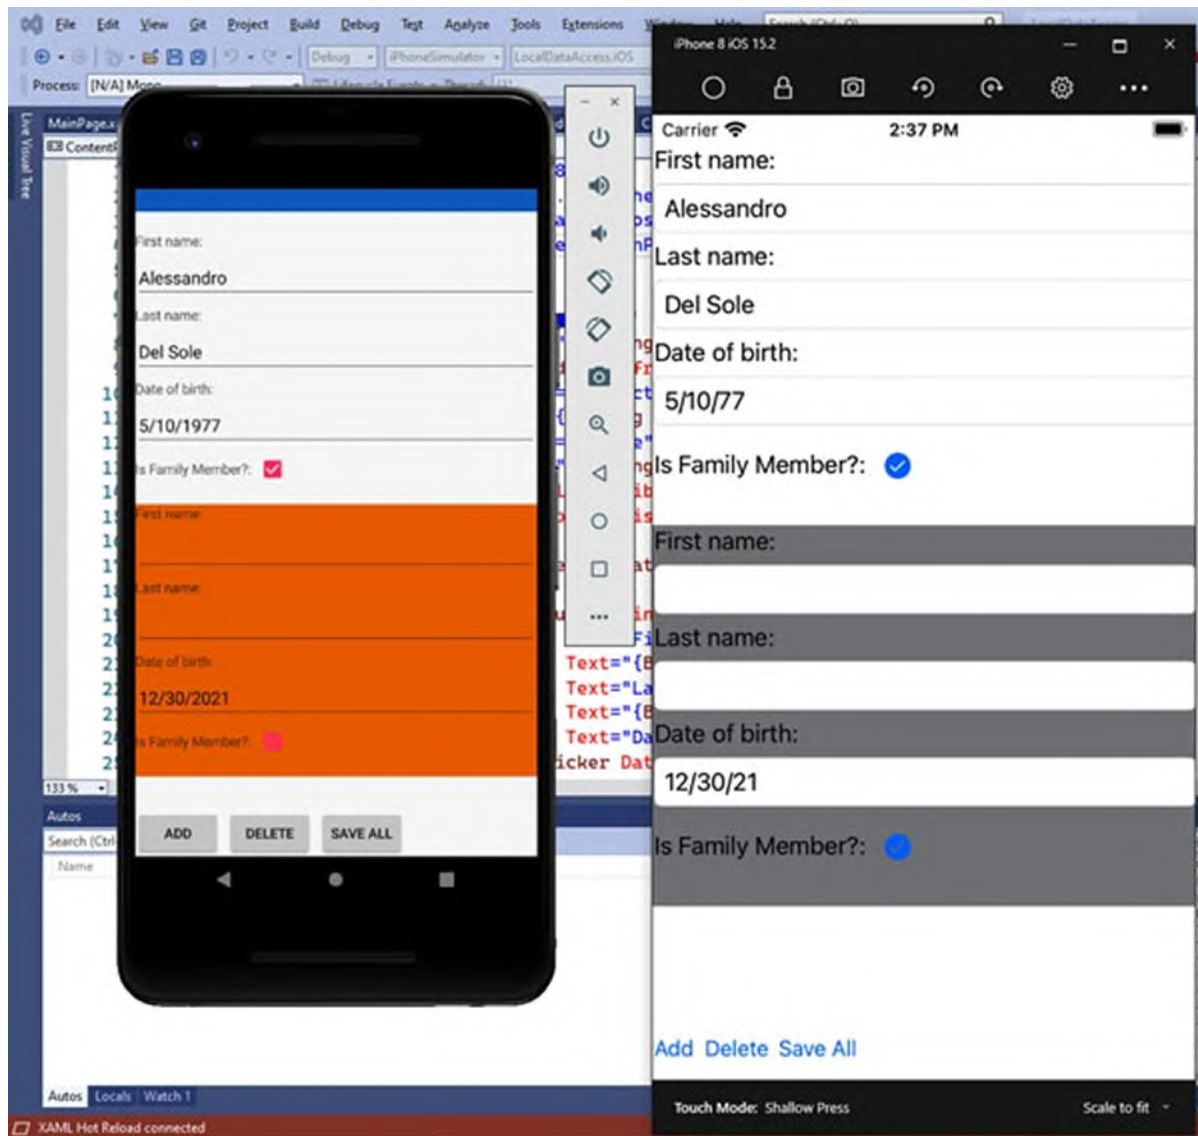 File Edit View Git Project Build Debug Test Analyze Tools Extensions
Debug iPhoneSimulator LocalDataAccess.iOS
Process: [N/A] Mono
Live Visual Tree
MainPage.x
133 %
Autos
Name
Autos Locals Watch 1
XAML Hot Reload connected
First name:
Alessandro
Last name:
Del Sole
Date of birth:
5/10/1977
Is Family Member?:
First name:
Last name:
Date of birth:
12/30/2021
Is Family Member?:
ADD DELETE SAVE ALL
Text="{B
Text="La
Text="{B
Text="Da
icker Dat
iPhone 8 iOS 15.2
Carrier 2:37 PM
First name:
Alessandro
Last name:
Del Sole
Date of birth:
5/10/77
Is Family Member?:
First name:
Last name:
Date of birth:
12/30/21
Is Family Member?:
Add Delete Save All
Touch Mode: Shallow Press Scale to fit